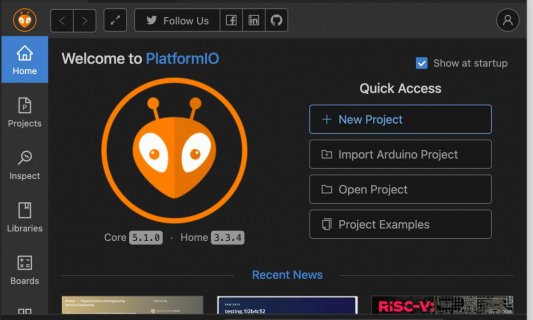 Follow Us
Home
Welcome to PlatformIO
Show at startup
Quick Access
New Project
Projects
Import Arduino Project
Inspect
Open Project
Libraries
Project Examples
Core 5.1.0 · Home 3.3.4
Boards
Recent News
RISC-V: